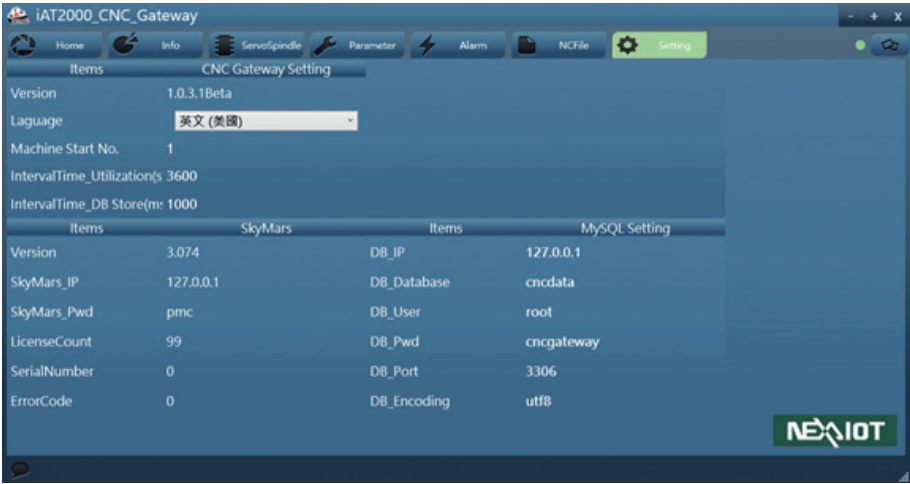 iAT2000_CNC_Gateway
Home Info ServoSpindle Parameter Alarm NCFile Setting
Items CNC Gateway Setting
Version 1.0.3.1Beta
Laguage 英文 (美國)
Machine Start No. 1
IntervalTime_Utilization(s 3600
IntervalTime_DB Store(m: 1000
Items SkyMars Items MySQL Setting
Version 3.074 DB_IP 127.0.0.1
SkyMars_IP 127.0.0.1 DB_Database cncdata
SkyMars_Pwd pmc DB_User root
LicenseCount 99 DB_Pwd cncgateway
SerialNumber 0 DB_Port 3306
ErrorCode 0 DB_Encoding utf8
NEXIOT